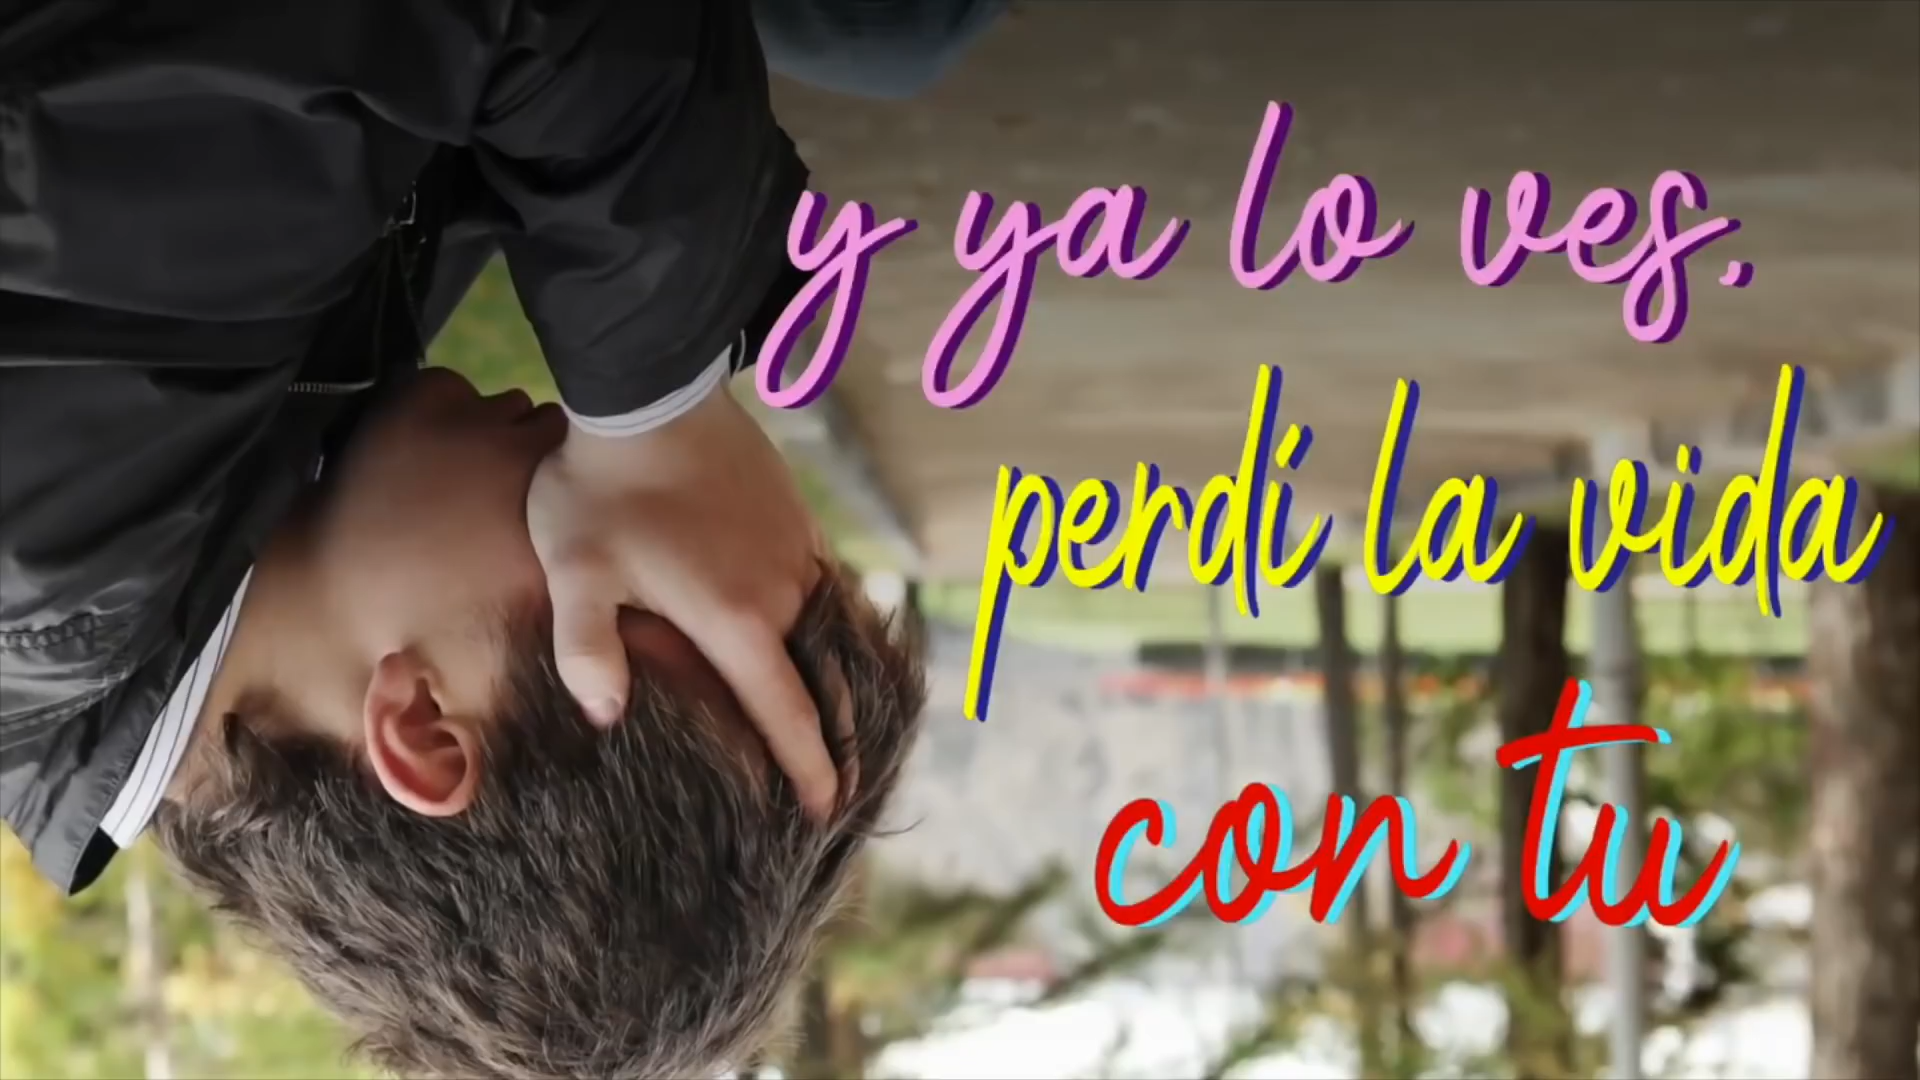 y ya lo ves,
perdí la vida
con tu